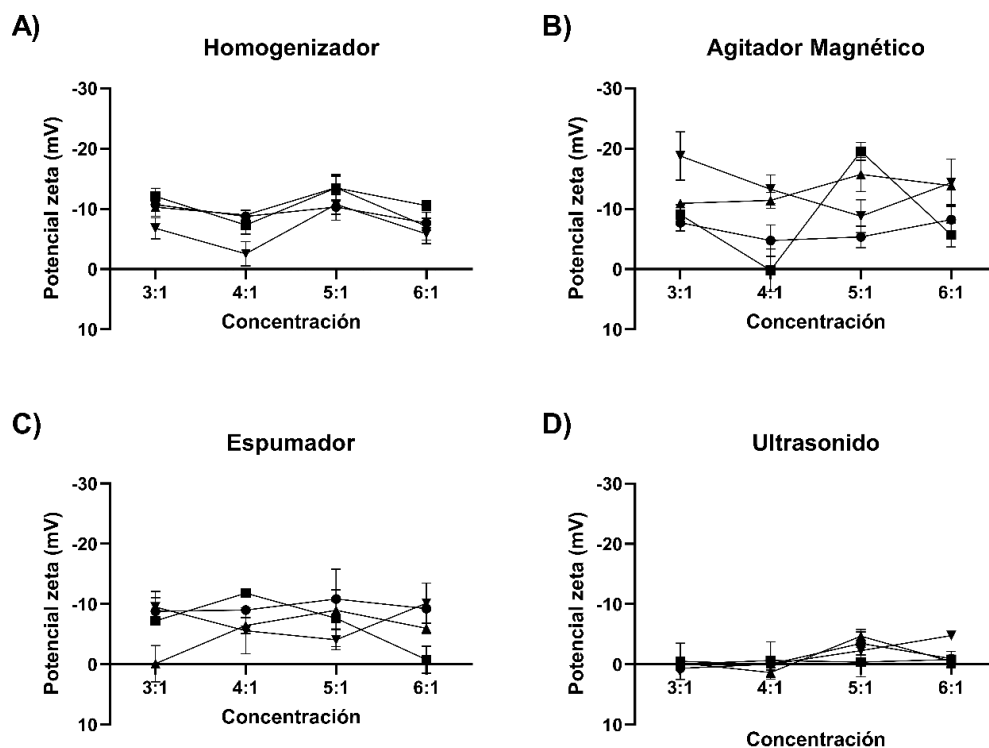 A)
Homogenizador
Potencial zeta (mV)
-30
-20
-10
0
10
3:1 4:1 5:1 6:1
Concentración
B)
Agitador Magnético
Potencial zeta (mV)
-30
-20
-10
0
10
3:1 4:1 5:1 6:1
Concentración
C)
Espumador
Potencial zeta (mV)
-30
-20
-10
0
10
3:1 4:1 5:1 6:1
Concentración
D)
Ultrasonido
Potencial zeta (mV)
-30
-20
-10
0
10
3:1 4:1 5:1 6:1
Concentración